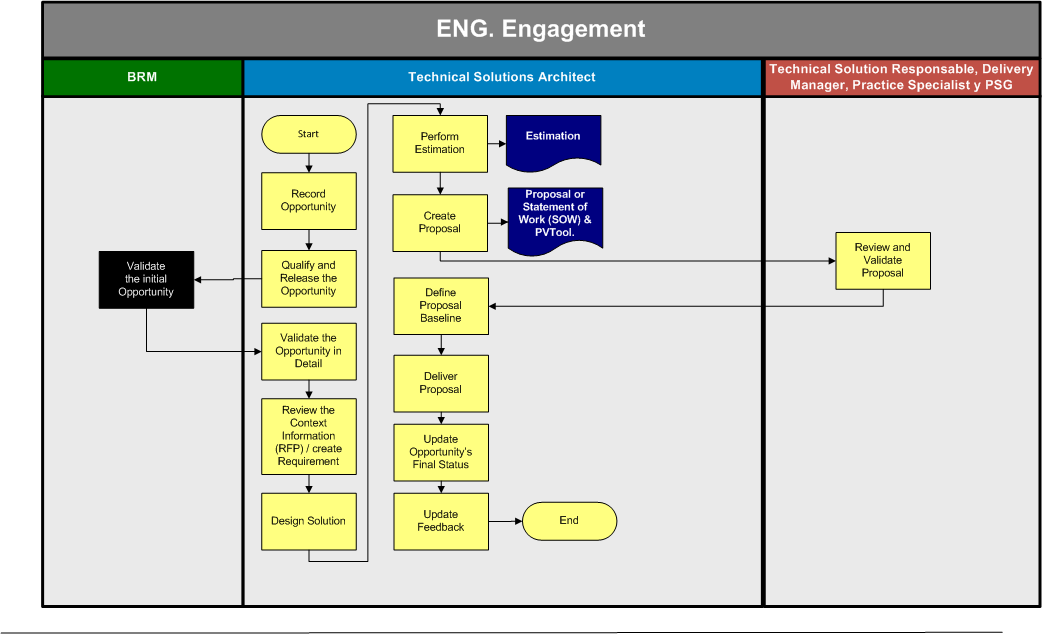 ENG. Engagement
BRM
Technical Solutions Architect
Technical Solution Responsable, Delivery
Manager, Practice Specialist y PSG
Start
Record
Opportunity
Qualify and
Release the
Opportunity
Validate
the initial
Opportunity
Validate the
Opportunity in
Detail
Review the
Context
Information
(RFP) / create
Requirement
Design Solution
Perform
Estimation
Estimation
Create
Proposal
Proposal or
Statement of
Work (SOW) &
PVTool.
Review and
Validate
Proposal
Define
Proposal
Baseline
Deliver
Proposal
Update
Opportunity's
Final Status
Update
Feedback
End